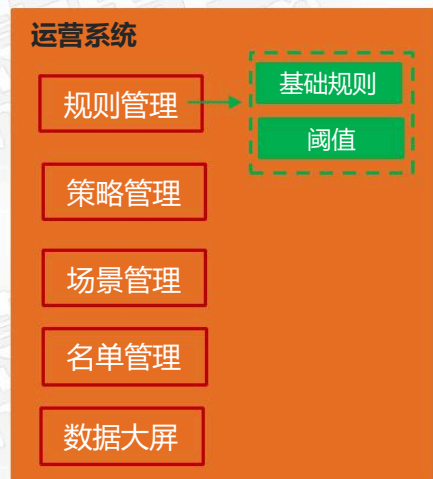 运营系统
规则管理
基础规则
阈值
策略管理
场景管理
名单管理
数据大屏